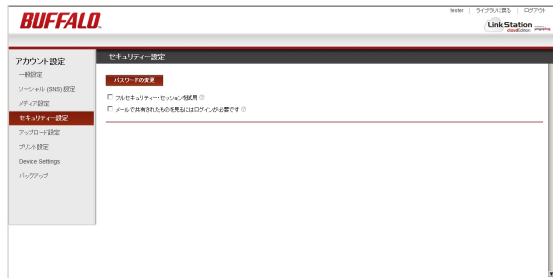 tester | ライブラリに戻る | ログアウト
BUFFALO
LinkStation
cloudEdition
アカウント設定
セキュリティー設定
一般設定
パスワードの変更
ソーシャル (SNS) 設定
フルセキュリティー・セッションを試用
メディア設定
メールで共有されたものを見るにはログインが必要です
セキュリティー設定
アップロード設定
プリント設定
Device Settings
バックアップ